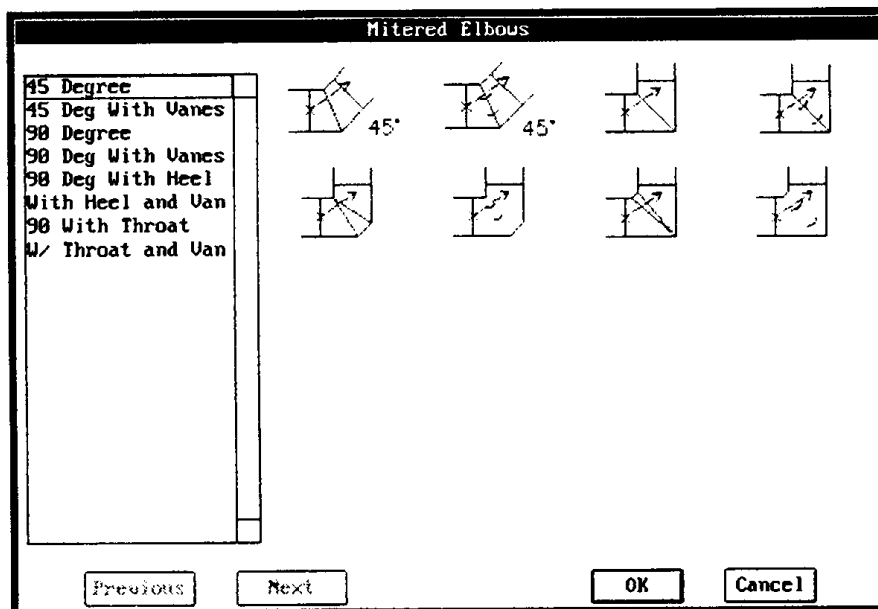 Mitered Elbows
45 Degree
45 Deg With Vanes
90 Degree
90 Deg With Vanes
90 Deg With Heel
With Heel and Van
90 With Throat
W/ Throat and Van
45°
45°
Previous
Next
OK
Cancel